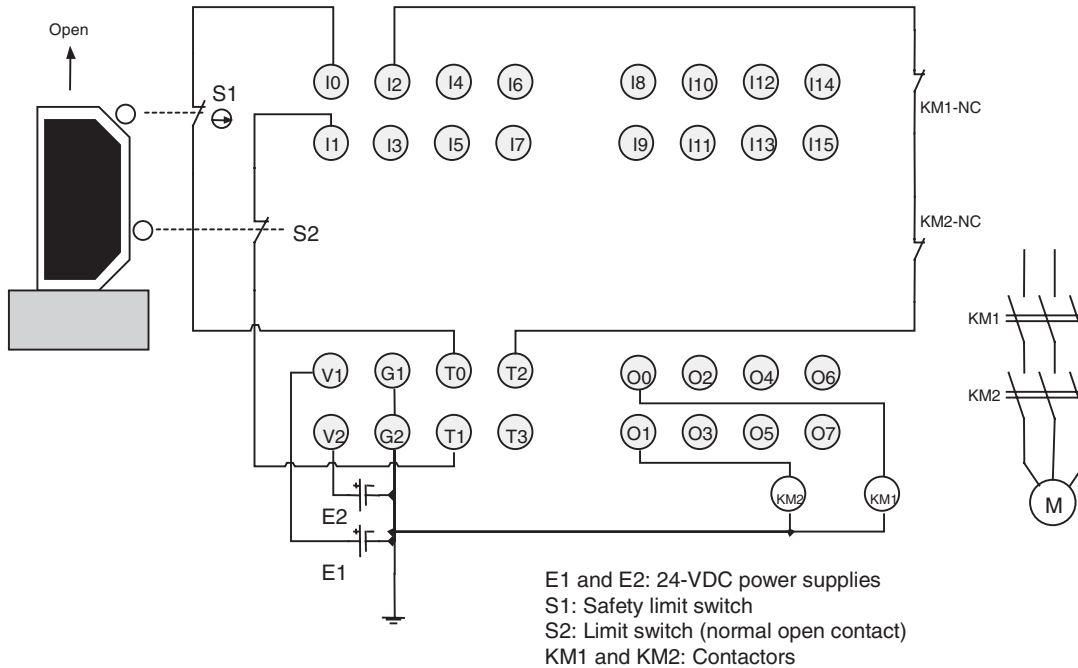 Open
S1
I0 I2 I4 I6 I8 I10 I12 I14
KM1-NC
I1 I3 I5 I7 I9 I11 I13 I15
S2
KM2-NC
KM1
V1 G1 T0 T2 O0 O2 O4 O6
KM2
V2 G2 T1 T3 O1 O3 O5 O7
E2
KM2 KM1
M
E1
E1 and E2: 24-VDC power supplies
S1: Safety limit switch
S2: Limit switch (normal open contact)
KM1 and KM2: Contactors